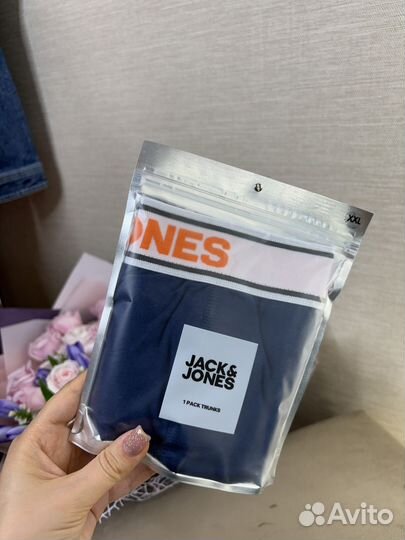 XXL
ONES
JACK&
JONES
1 PACK TRUNKS
Avito